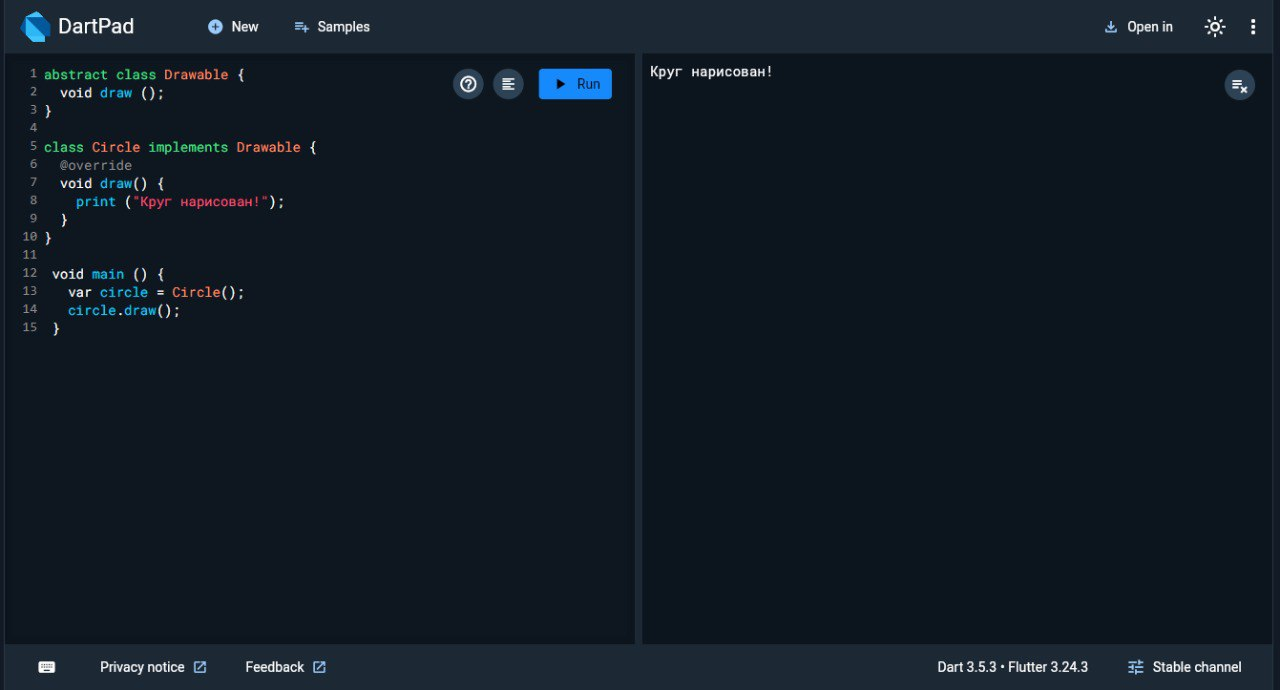 DartPad
New
Samples
Open in
1 abstract class Drawable {
2   void draw ();
3 }
4
5 class Circle implements Drawable {
6   @override
7   void draw() {
8     print ("Круг нарисован!");
9   }
10 }
11
12  void main () {
13    var circle = Circle();
14    circle.draw();
15  }
Run
Круг нарисован!
Privacy notice
Feedback
Dart 3.5.3 • Flutter 3.24.3
Stable channel